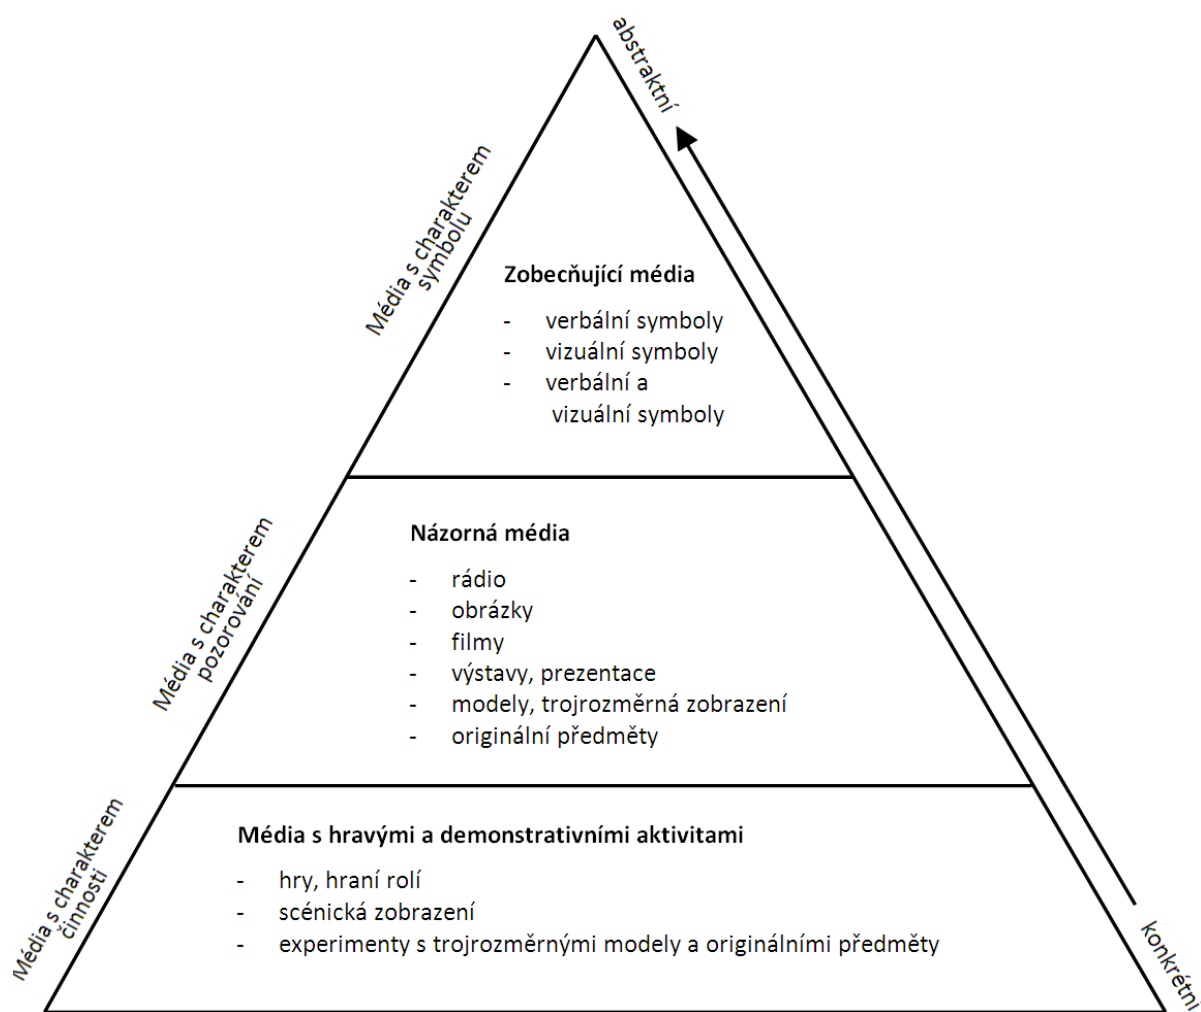 abstraktní
Média s charakterem
symbolu
Zobecňující média
- verbální symboly
- vizuální symboly
- verbální a
vizuální symboly
Média s charakterem
pozorování
Názorná média
- rádio
- obrázky
- filmy
- výstavy, prezentace
- modely, trojrozměrná zobrazení
- originální předměty
Média s charakterem
činnosti
Média s hravými a demonstrativními aktivitami
- hry, hraní rolí
- scénická zobrazení
- experimenty s trojrozměrnými modely a originálními předměty
konkrétní